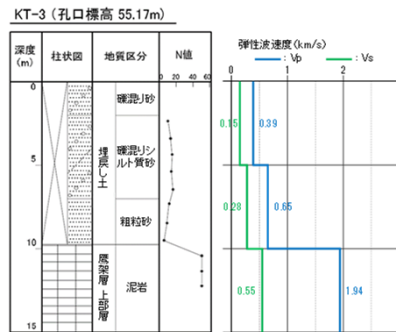 KT-3 (孔口標高 55.17m)
深度
(m)
柱状図
地質区分
N値
0 20 40 60
弾性波速度(km/s)
: Vp : Vs
0 1 2
0
5
10
15
埋戻し土
礫混り砂
礫混りシ
ルト質砂
粗粒砂
鷹架層 上部層
泥岩
0.15
0.39
0.28
0.65
0.55
1.94